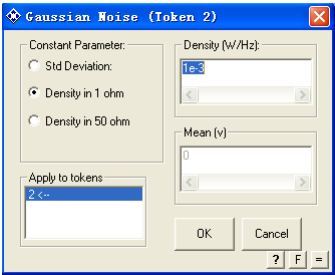 Gaussian Noise (Token 2)
Constant Parameter:
Std Deviation:
Density in 1 ohm
Density in 50 ohm
Density (W/Hz):
1e-3
Mean (v)
0
Apply to tokens
2 <--
OK
Cancel
? F =